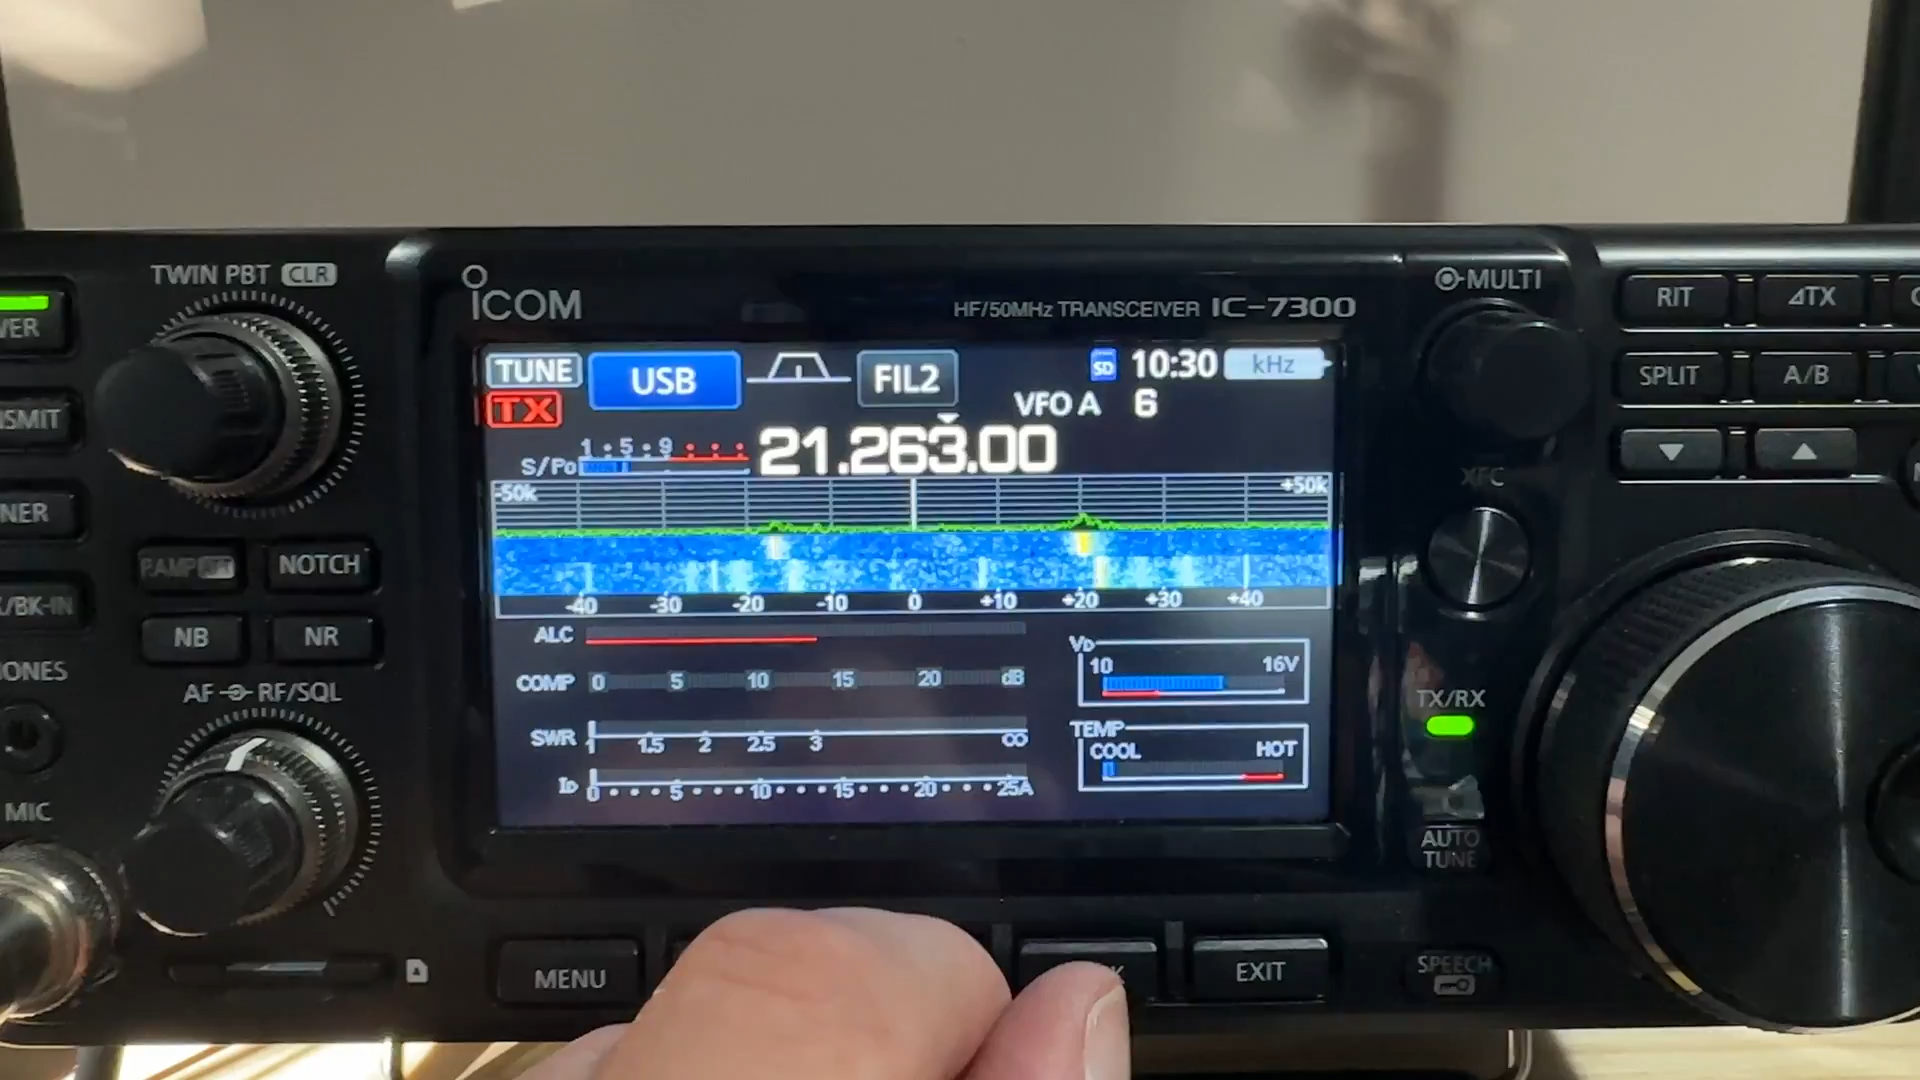 TWIN PBT CLR
ICOM
HF/50MHz TRANSCEIVER IC-7300
MULTI
RIT
⊿TX
TUNE
USB
FIL2
SD
10:30
kHz
TX
VFO A
6
SPLIT
A/B
1 • 5 • 9
S/Po
21.263.00
-50k
+50k
XFC
NOTCH
P.AMP ATT
-40 -30 -20 -10 0 +10 +20 +30 +40
NB
NR
ALC
VD
10 16V
COMP 0 5 10 15 20 dB
AF RF/SQL
TX/RX
SWR 1 1.5 2 2.5 3 ∞
TEMP
COOL HOT
ID 0 5 10 15 20 25A
MIC
AUTO
TUNE
MENU
EXIT
SPEECH